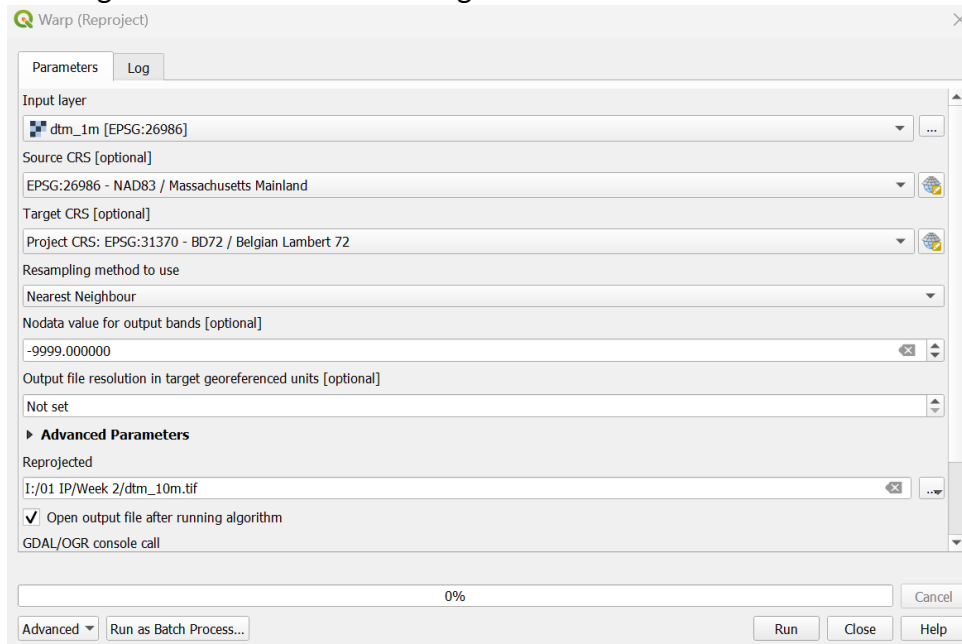 Warp (Reproject)
Parameters Log
Input layer
dtm_1m [EPSG:26986]
...
Source CRS [optional]
EPSG:26986 - NAD83 / Massachusetts Mainland
Target CRS [optional]
Project CRS: EPSG:31370 - BD72 / Belgian Lambert 72
Resampling method to use
Nearest Neighbour
Nodata value for output bands [optional]
-9999.000000
Output file resolution in target georeferenced units [optional]
Not set
Advanced Parameters
Reprojected
I:/01 IP/Week 2/dtm_10m.tif
...
Open output file after running algorithm
GDAL/OGR console call
0%
Cancel
Advanced Run as Batch Process... Run Close Help